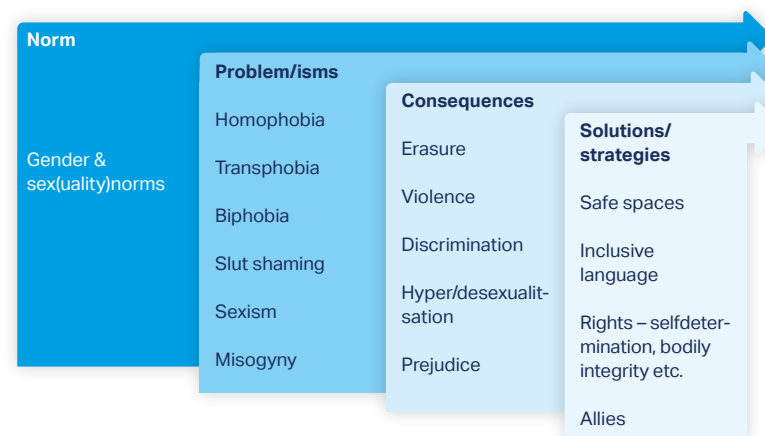 Norm
Gender &
sex(uality)norms
Problem/isms
Homophobia
Transphobia
Biphobia
Slut shaming
Sexism
Misogyny
Consequences
Erasure
Violence
Discrimination
Hyper/desexualit-
sation
Prejudice
Solutions/
strategies
Safe spaces
Inclusive
language
Rights – selfdeter-
mination, bodily
integrity etc.
Allies